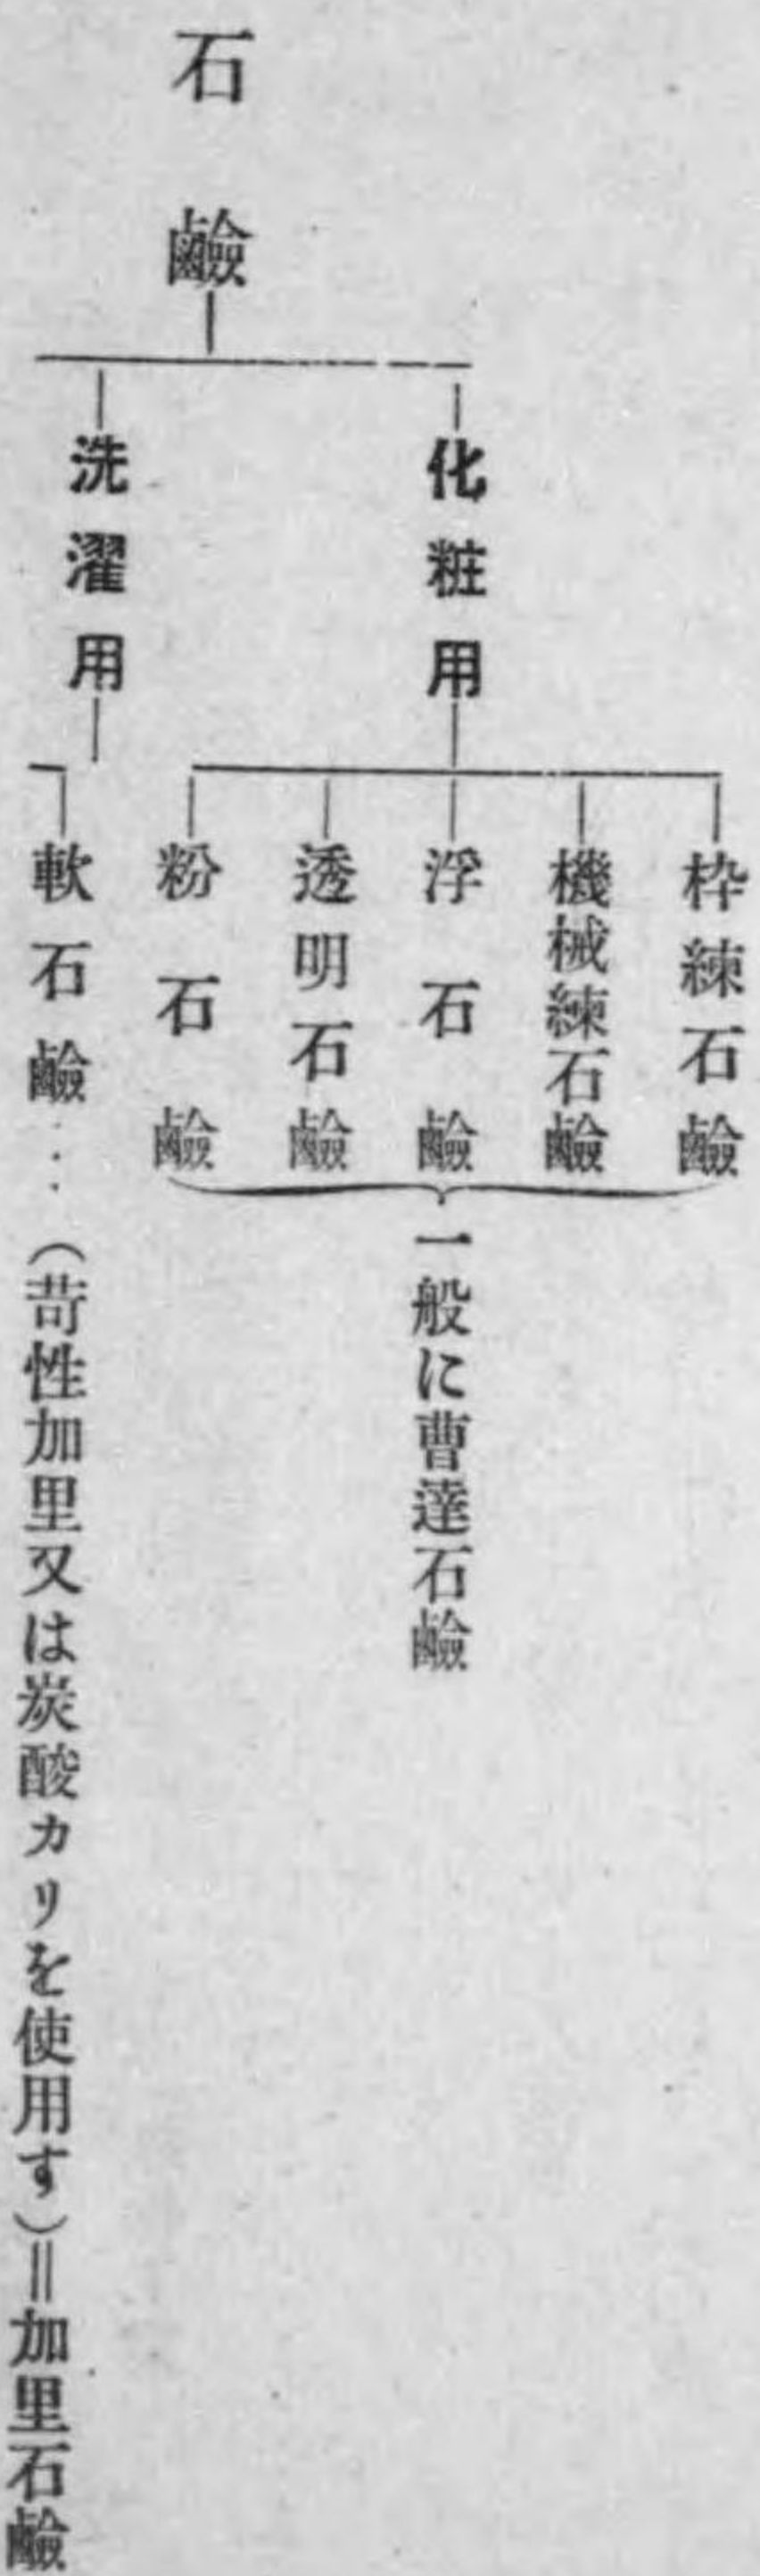 石鹼
化粧用
枠練石鹼
機械練石鹼
浮石鹼
透明石鹼
粉石鹼
一般に曹達石鹼
洗濯用
軟石鹼…(苛性加里又は炭酸カリを使用す)=加里石鹼